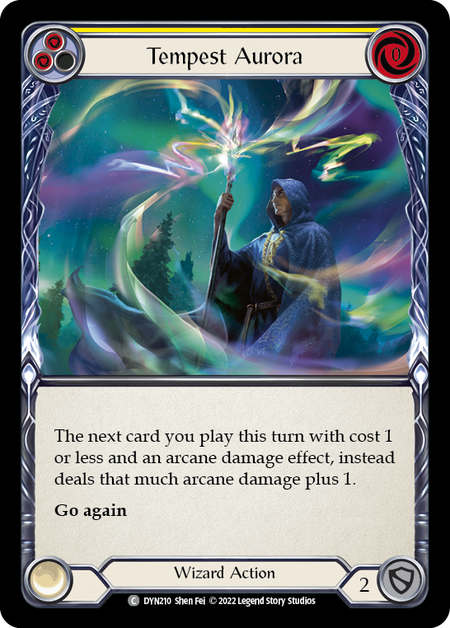 Tempest Aurora
0
The next card you play this turn with cost 1
or less and an arcane damage effect, instead
deals that much arcane damage plus 1.
Go again
Wizard Action
2
C DYN210 Shen Fei © 2022 Legend Story Studios